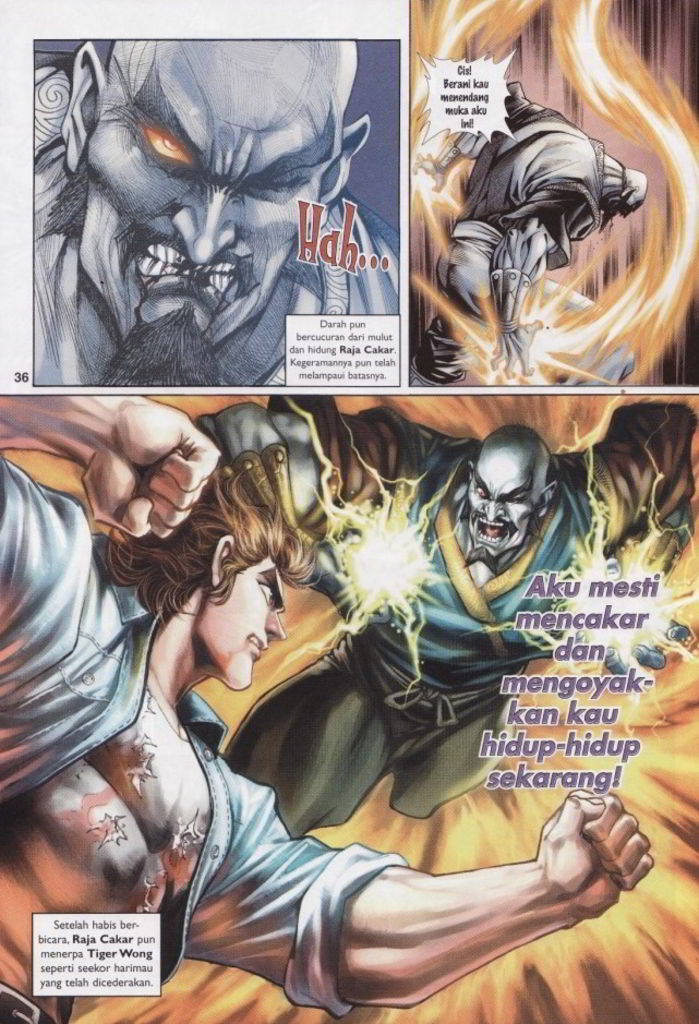 Hah...
Darah pun
bercucuran dari mulut
dan hidung Raja Cakar.
Kegeramannya pun telah
melampaui batasnya.
36
Cis!
Berani kau
menendang
muka aku
ini!
Aku mesti
mencakar
dan
mengoyak-
kan kau
hidup-hidup
sekarang!
Setelah habis ber-
bicara, Raja Cakar pun
menerpa Tiger Wong
seperti seekor harimau
yang telah dicederakan.